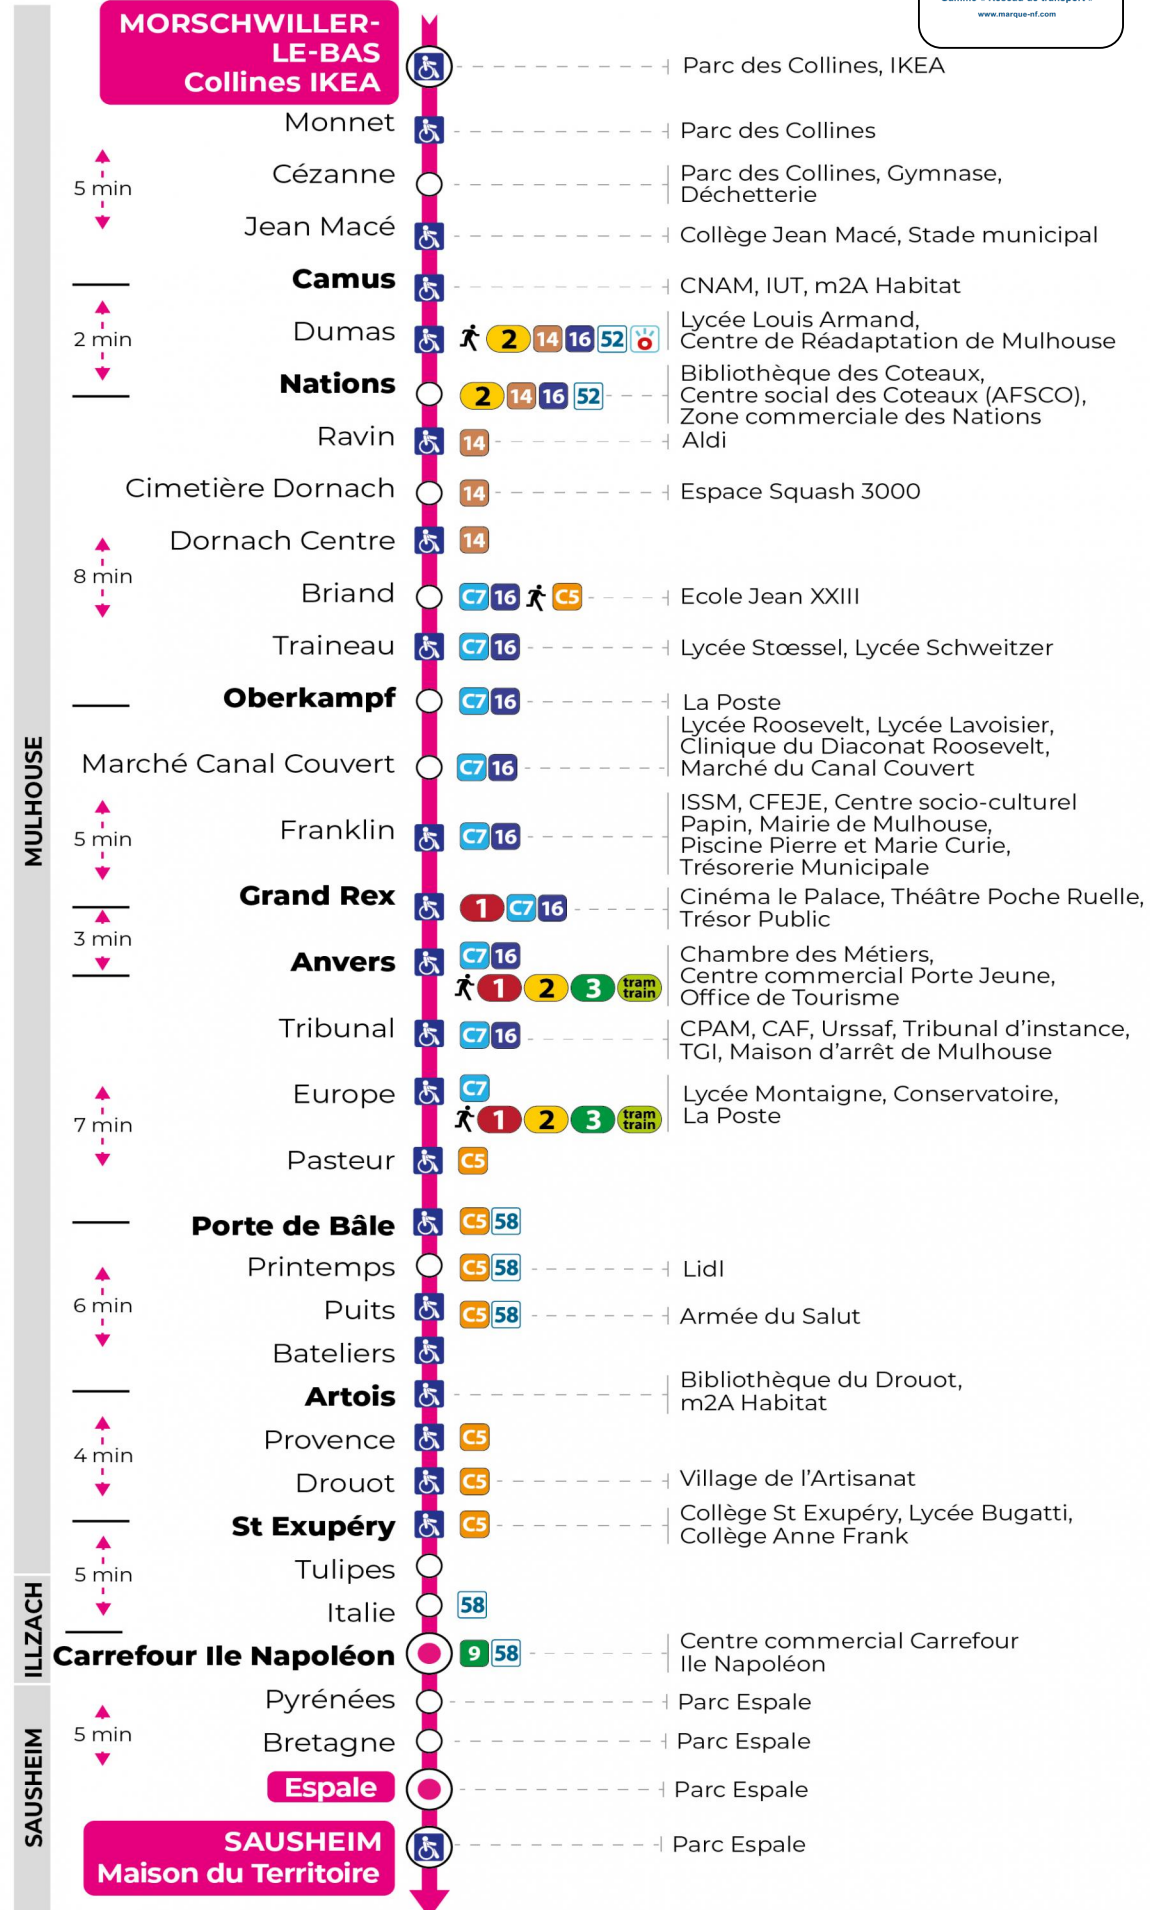 www.marque-nf.com
MORSCHWILLER-
LE-BAS
Collines IKEA
Parc des Collines, IKEA
Monnet
Parc des Collines
5 min
Cézanne
Parc des Collines, Gymnase,
Déchetterie
Jean Macé
Collège Jean Macé, Stade municipal
Camus
CNAM, IUT, m2A Habitat
2 min
Dumas
2 14 16 52
Lycée Louis Armand,
Centre de Réadaptation de Mulhouse
Nations
2 14 16 52
Bibliothèque des Coteaux,
Centre social des Coteaux (AFSCO),
Zone commerciale des Nations
Ravin
14
Aldi
Cimetière Dornach
14
Espace Squash 3000
Dornach Centre
14
8 min
Briand
C7 16 C5
Ecole Jean XXIII
Traineau
C7 16
Lycée Stœssel, Lycée Schweitzer
Oberkampf
C7 16
La Poste
Marché Canal Couvert
C7 16
Lycée Roosevelt, Lycée Lavoisier,
Clinique du Diaconat Roosevelt,
Marché du Canal Couvert
MULHOUSE
5 min
Franklin
C7 16
ISSM, CFEJE, Centre socio-culturel
Papin, Mairie de Mulhouse,
Piscine Pierre et Marie Curie,
Trésorerie Municipale
Grand Rex
1 C7 16
Cinéma le Palace, Théâtre Poche Ruelle,
Trésor Public
3 min
Anvers
C7 16
1 2 3 tram train
Chambre des Métiers,
Centre commercial Porte Jeune,
Office de Tourisme
Tribunal
C7 16
CPAM, CAF, Urssaf, Tribunal d’instance,
TGI, Maison d’arrêt de Mulhouse
7 min
Europe
C7
1 2 3 tram train
Lycée Montaigne, Conservatoire,
La Poste
Pasteur
C5
Porte de Bâle
C5 58
Printemps
C5 58
Lidl
6 min
Puits
C5 58
Armée du Salut
Bateliers
Artois
Bibliothèque du Drouot,
m2A Habitat
4 min
Provence
C5
Drouot
C5
Village de l’Artisanat
St Exupéry
C5
Collège St Exupéry, Lycée Bugatti,
Collège Anne Frank
5 min
Tulipes
Italie
58
ILLZACH
Carrefour Ile Napoléon
9 58
Centre commercial Carrefour
Ile Napoléon
Pyrénées
Parc Espale
5 min
Bretagne
Parc Espale
Espale
Parc Espale
SAUSHEIM
SAUSHEIM
Maison du Territoire
Parc Espale